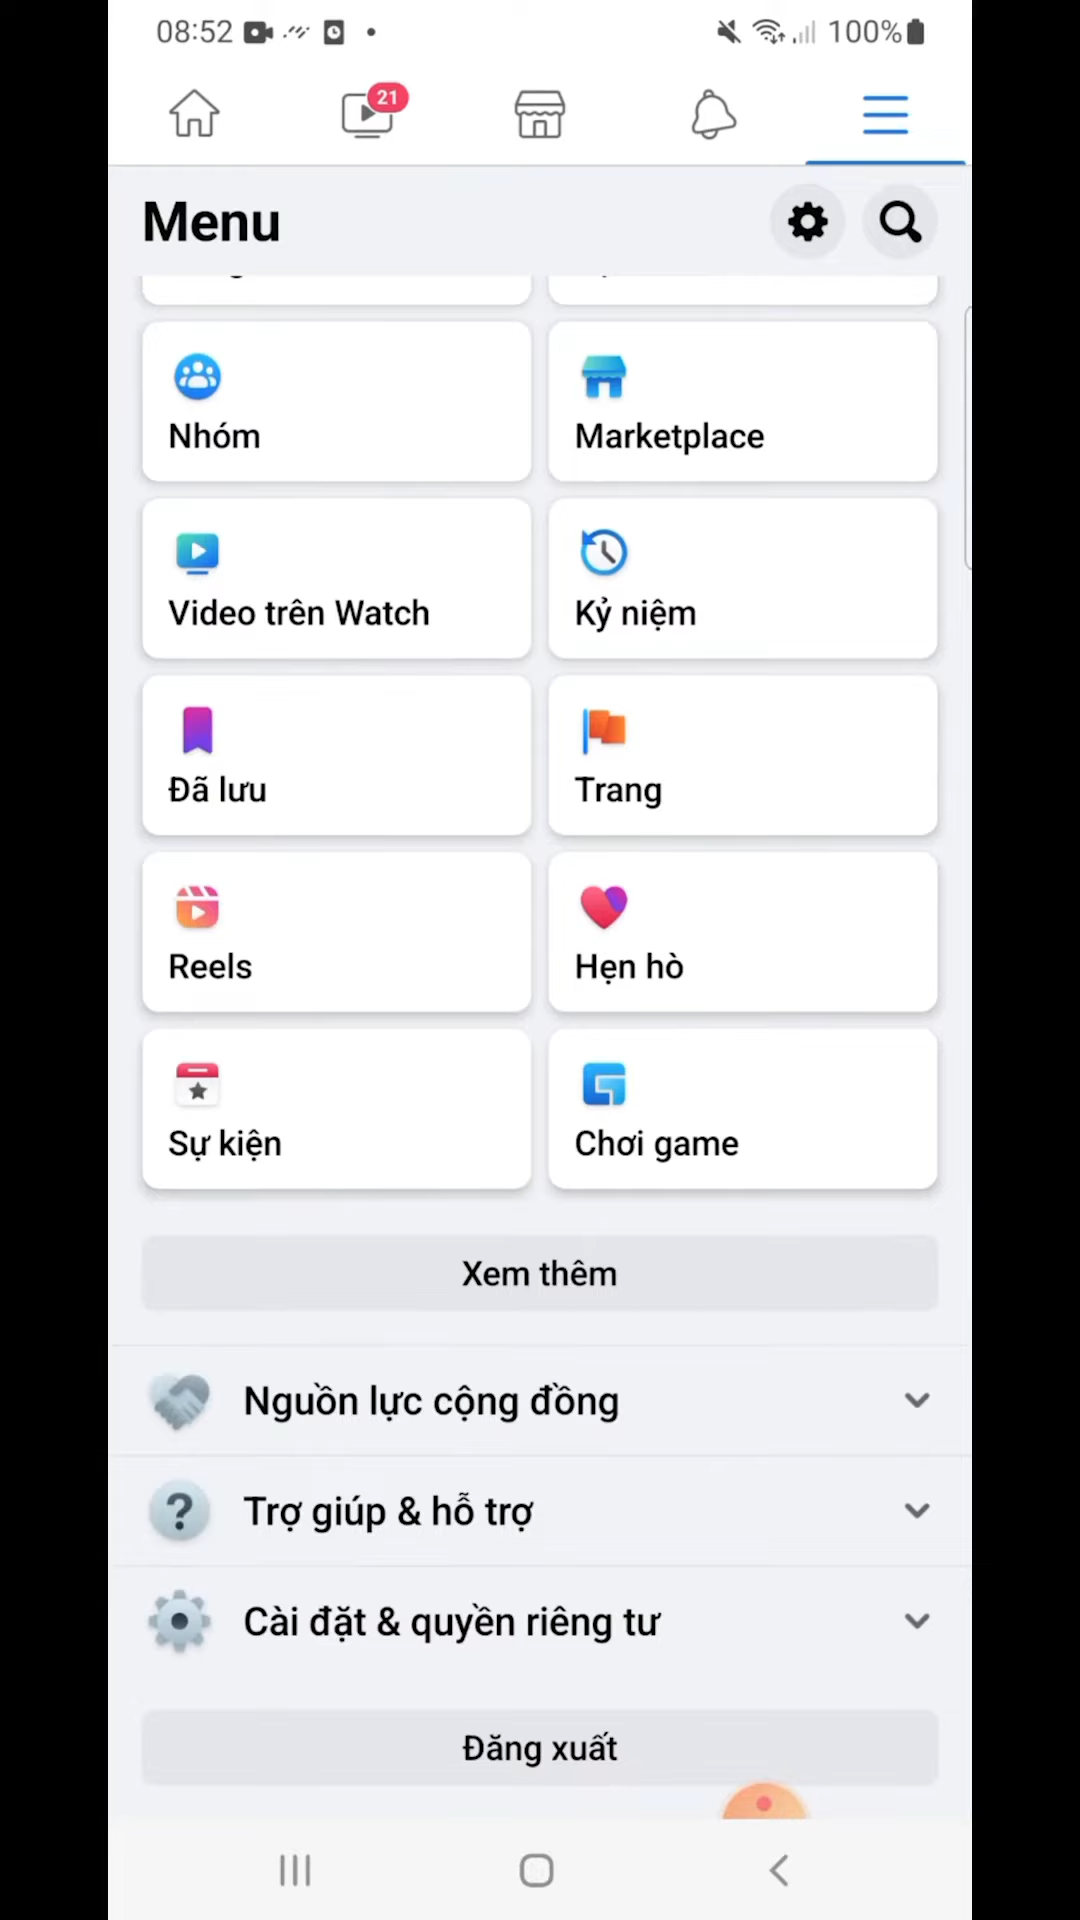 08:52
100%
21
Menu
Nhóm
Marketplace
Video trên Watch
Kỷ niệm
Đã lưu
Trang
Reels
Hẹn hò
Sự kiện
Chơi game
Xem thêm
Nguồn lực cộng đồng
Trợ giúp & hỗ trợ
Cài đặt & quyền riêng tư
Đăng xuất